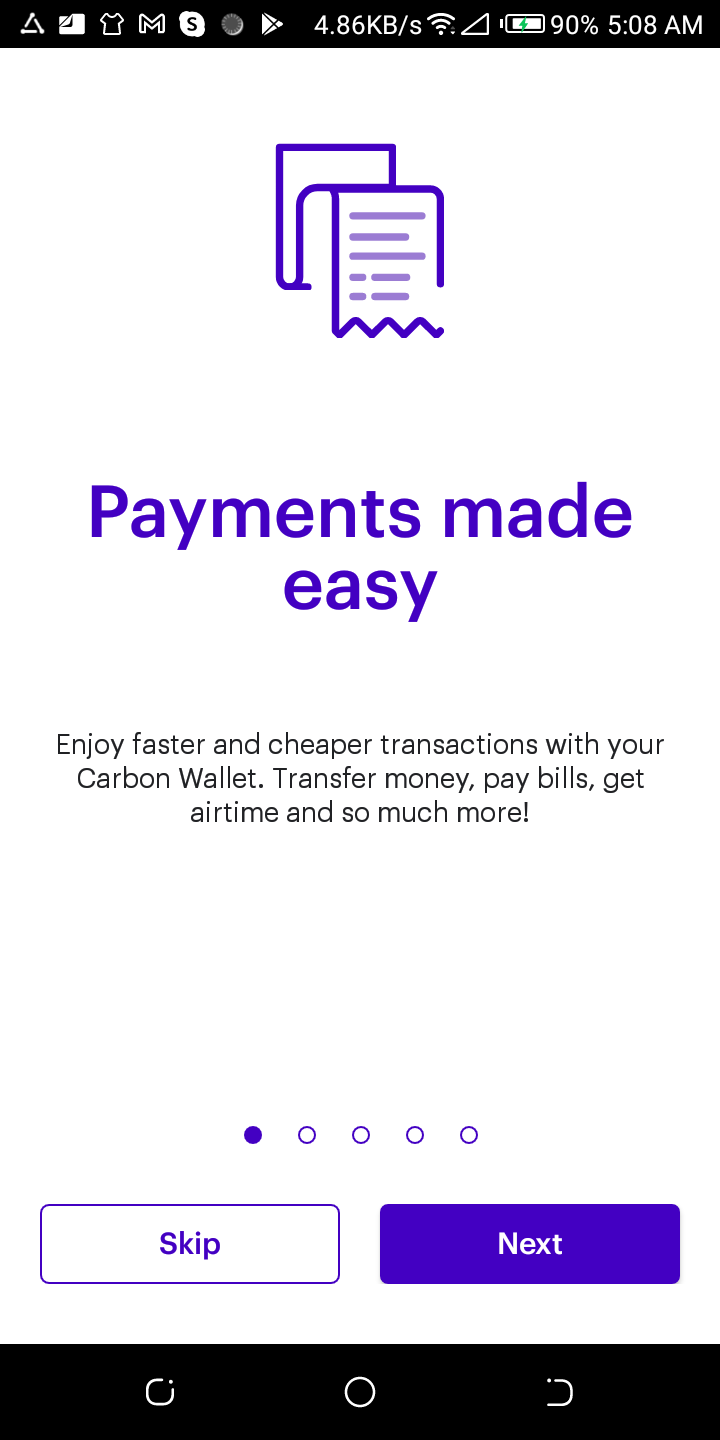 4.86KB/s 90% 5:08 AM
Payments made
easy
Enjoy faster and cheaper transactions with your
Carbon Wallet. Transfer money, pay bills, get
airtime and so much more!
Skip
Next